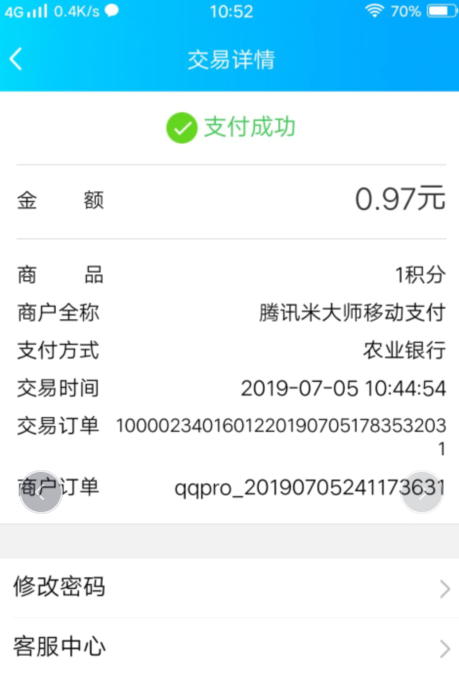 4G 0.4K/s 10:52 70%
交易详情
支付成功
金 额 0.97元
商 品 1积分
商户全称 腾讯米大师移动支付
支付方式 农业银行
交易时间 2019-07-05 10:44:54
交易订单 1000023401601220190705178353203
1
商户订单 qqpro_20190705241173631
修改密码
客服中心